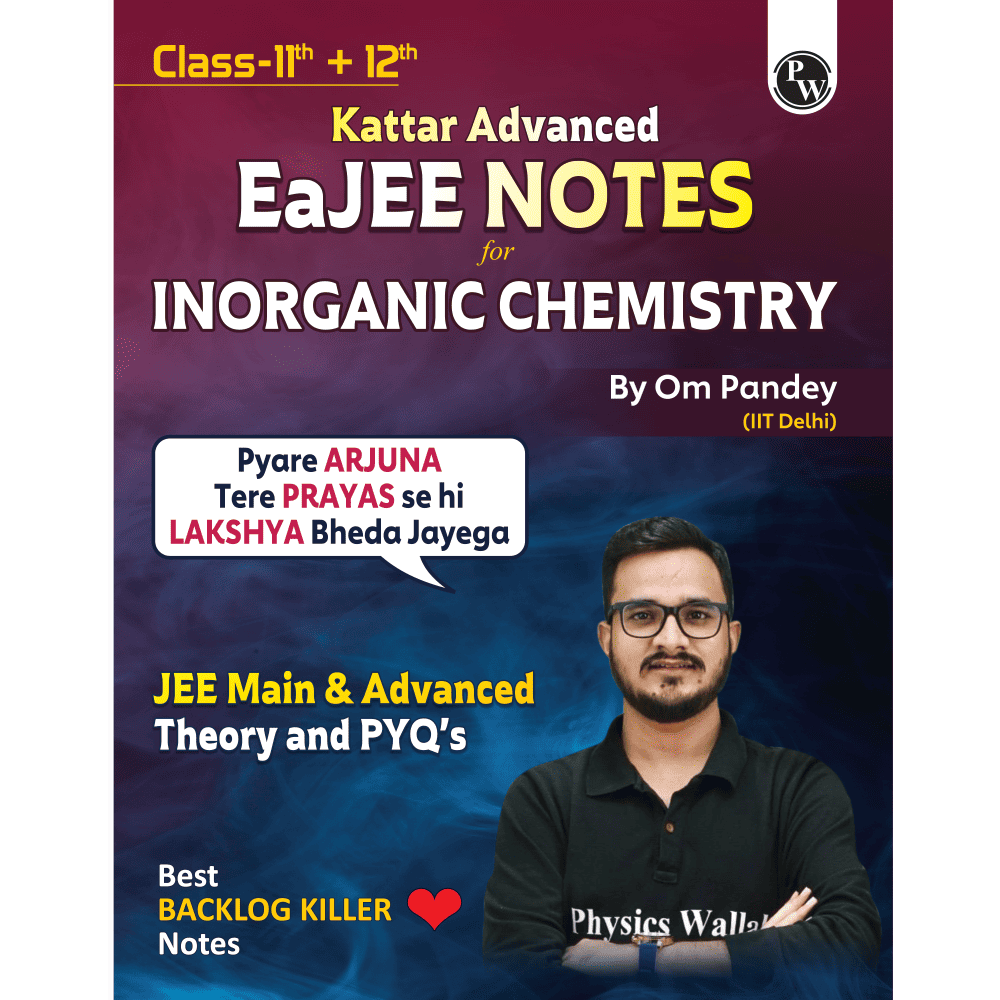 Class-11th + 12th
PW
Kattar Advanced
EaJEE NOTES
for
INORGANIC CHEMISTRY
By Om Pandey
(IIT Delhi)
Pyare ARJUNA
Tere PRAYAS se hi
LAKSHYA Bheda Jayega
JEE Main & Advanced
Theory and PYQ's
Best
BACKLOG KILLER
Notes
Physics